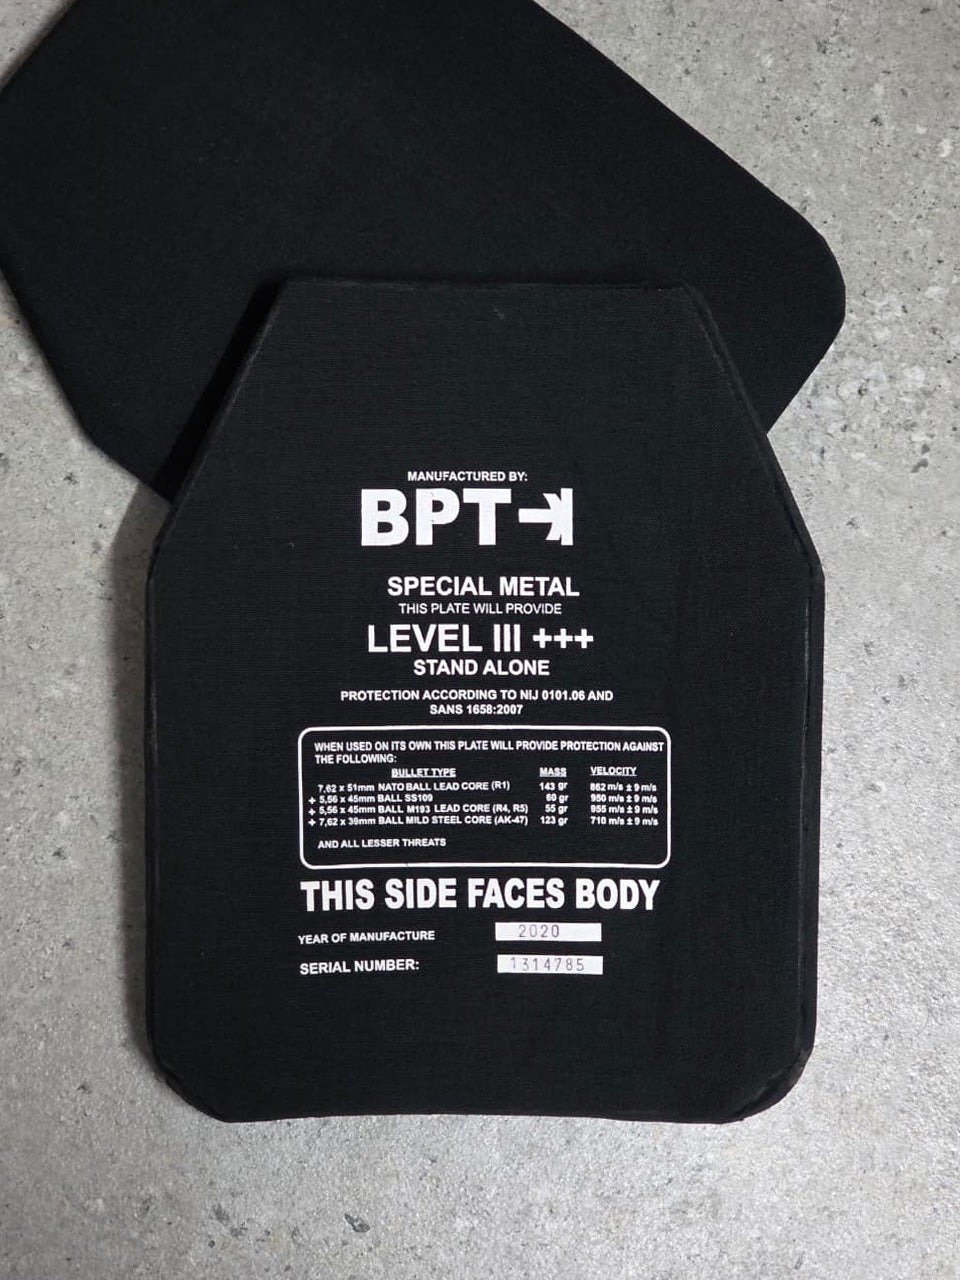 MANUFACTURED BY:
BPT
SPECIAL METAL
THIS PLATE WILL PROVIDE
LEVEL III +++
STAND ALONE
PROTECTION ACCORDING TO NIJ 0101.06 AND
SANS 1658:2007
WHEN USED ON ITS OWN THIS PLATE WILL PROVIDE PROTECTION AGAINST
THE FOLLOWING:
BULLET TYPE MASS VELOCITY
7,62 x 51mm NATO BALL LEAD CORE (R1) 143 gr 862 m/s ± 9 m/s
+ 5,56 x 45mm BALL SS109 60 gr 950 m/s ± 9 m/s
+ 5,56 x 45mm BALL M193 LEAD CORE (R4, R5) 55 gr 955 m/s ± 9 m/s
+ 7,62 x 39mm BALL MILD STEEL CORE (AK-47) 123 gr 710 m/s ± 9 m/s
AND ALL LESSER THREATS
THIS SIDE FACES BODY
YEAR OF MANUFACTURE 2020
SERIAL NUMBER: 1314785